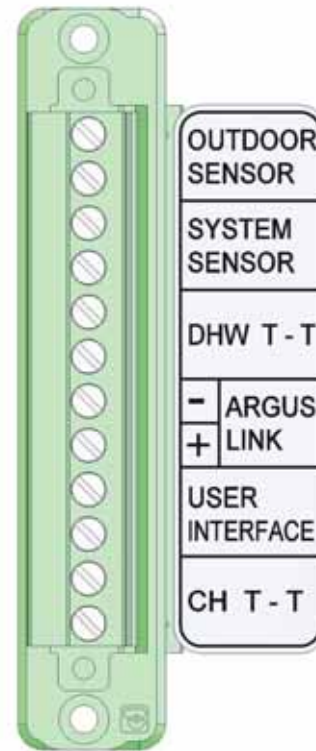 OUTDOOR
SENSOR
SYSTEM
SENSOR
DHW T - T
- ARGUS
+ LINK
USER
INTERFACE
CH T - T